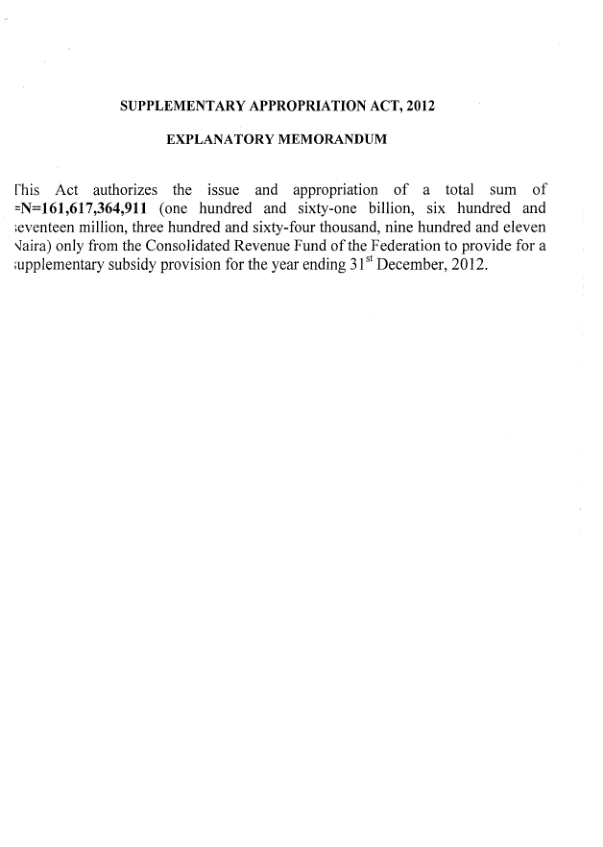 SUPPLEMENTARY APPROPRIATION ACT, 2012
EXPLANATORY MEMORANDUM
This Act authorizes the issue and appropriation of a total sum of
=N=161,617,364,911 (one hundred and sixty-one billion, six hundred and
seventeen million, three hundred and sixty-four thousand, nine hundred and eleven
Naira) only from the Consolidated Revenue Fund of the Federation to provide for a
supplementary subsidy provision for the year ending 31st December, 2012.